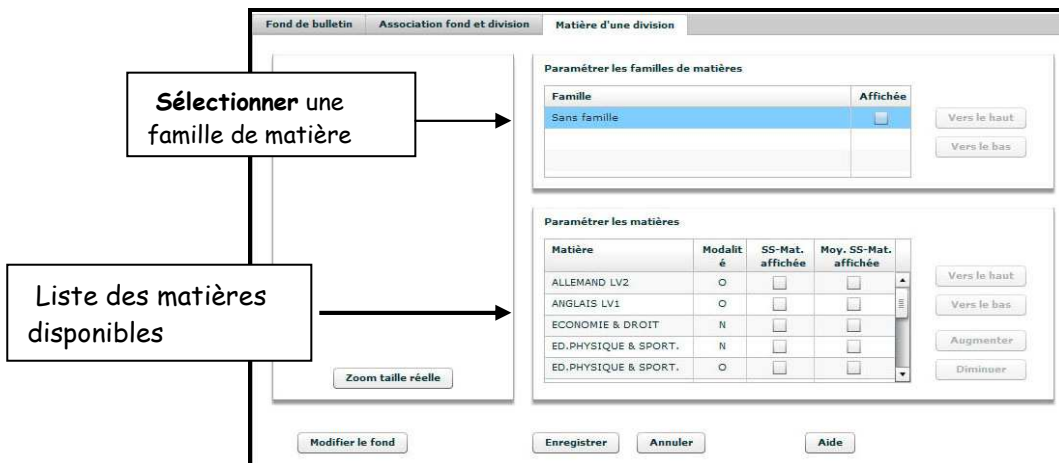 Fond de bulletin Association fond et division Matière d'une division
Sélectionner une
famille de matière
Paramétrer les familles de matières
Famille Affichée
Sans famille
Vers le haut
Vers le bas
Liste des matières
disponibles
Paramétrer les matières
Matière Modalit SS-Mat. Moy. SS-Mat.
é affichée affichée
ALLEMAND LV2 O
ANGLAIS LV1 O
ECONOMIE & DROIT N
ED.PHYSIQUE & SPORT. N
ED.PHYSIQUE & SPORT. O
Vers le haut
Vers le bas
Augmenter
Diminuer
Zoom taille réelle
Modifier le fond Enregistrer Annuler Aide